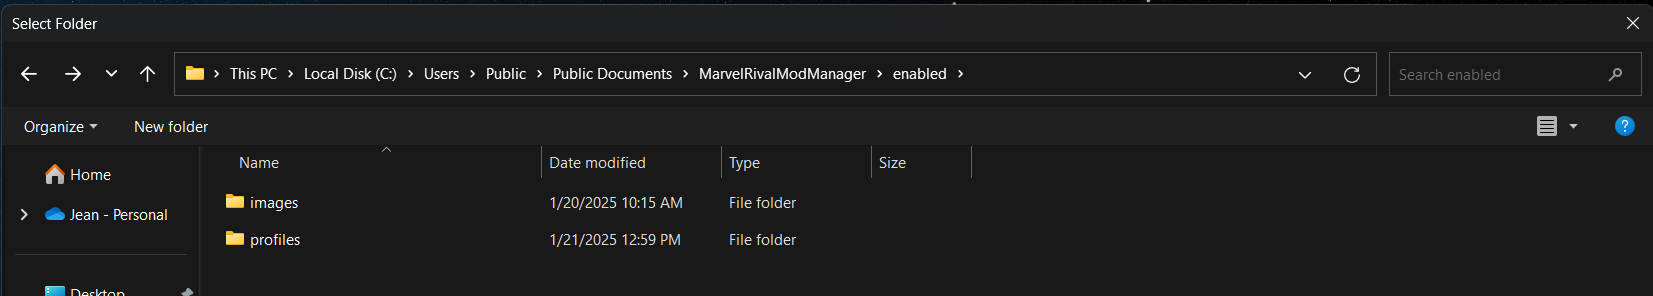 Select Folder
This PC > Local Disk (C:) > Users > Public > Public Documents > MarvelRivalModManager > enabled >
Search enabled
Organize New folder
Name Date modified Type Size
Home
Jean - Personal
Desktop
images 1/20/2025 10:15 AM File folder
profiles 1/21/2025 12:59 PM File folder